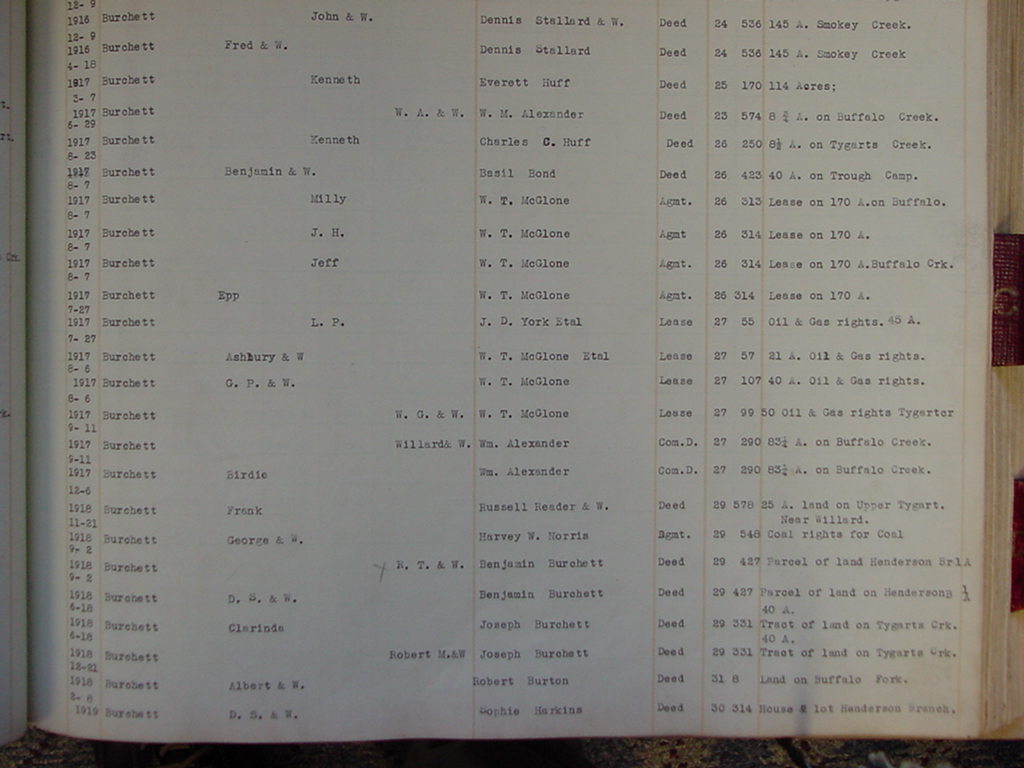 12- 9
1916 Burchett John & W. Dennis Stallard & W. Deed 24 536 145 A. Smokey Creek.
12- 9
1916 Burchett Fred & W. Dennis Stallard Deed 24 536 145 A. Smokey Creek
4- 18
1917 Burchett Kenneth Everett Huff Deed 25 170 114 Acres;
3- 7
1917 Burchett W. A. & W. W. M. Alexander Deed 23 574 8 ¾ A. on Buffalo Creek.
6- 29
1917 Burchett Kenneth Charles C. Huff Deed 26 250 8½ A. on Tygarts Creek.
8- 23
1917 Burchett Benjamin & W. Basil Bond Deed 26 423 40 A. on Trough Camp.
8- 7
1917 Burchett Milly W. T. McGlone Agmt. 26 313 Lease on 170 A.on Buffalo.
8- 7
1917 Burchett J. H. W. T. McGlone Agmt 26 314 Lease on 170 A.
8- 7
1917 Burchett Jeff W. T. McGlone Agmt. 26 314 Lease on 170 A.Buffalo Crk.
8- 7
1917 Burchett Epp W. T. McGlone Agmt. 26 314 Lease on 170 A.
7-27
1917 Burchett L. P. J. D. York Etal Lease 27 55 Oil & Gas rights. 45 A.
7- 27
1917 Burchett Ashbury & W W. T. McGlone Etal Lease 27 57 21 A. Oil & Gas rights.
8- 6
1917 Burchett G. P. & W. W. T. McGlone Lease 27 107 40 A. Oil & Gas rights.
8- 6
1917 Burchett W. G. & W. W. T. McGlone Lease 27 99 50 Oil & Gas rights Tygartcr
9- 11
1917 Burchett Willard& W. Wm. Alexander Com.D. 27 290 83¼ A. on Buffalo Creek.
9-11
1917 Burchett Birdie Wm. Alexander Com.D. 27 290 83¼ A. on Buffalo Creek.
12-6
1918 Burchett Frank Russell Reader & W. Deed 29 578 25 A. land on Upper Tygart.
Near Willard.
11-21
1918 Burchett George & W. Harvey W. Norris Agmt. 29 548 Coal rights for Coal
9- 2
1918 Burchett R. T. & W. Benjamin Burchett Deed 29 427 Parcel of land Henderson Br
9- 2
1918 Burchett D. S. & W. Benjamin Burchett Deed 29 427 Parcel of land on HendersonB
40 A.
6-18
1918 Burchett Clarinda Joseph Burchett Deed 29 331 Tract of land on Tygarts Crk.
40 A.
6-18
1918 Burchett Robert M.&W Joseph Burchett Deed 29 331 Tract of land on Tygarts Crk.
12-21
1918 Burchett Albert & W. Robert Burton Deed 31 8 Land on Buffalo Fork.
2- 8
1919 Burchett D. S. & W. Sophie Harkins Deed 30 314 House & lot Henderson Branch.